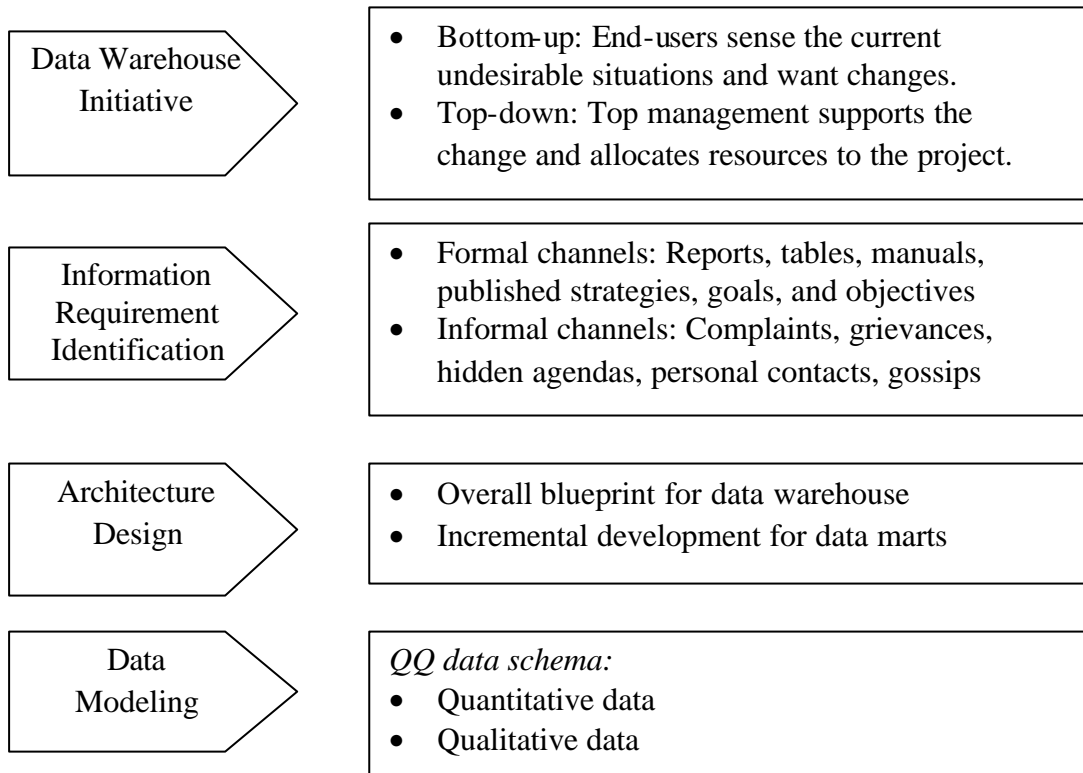 Data Warehouse
Initiative
• Bottom-up: End-users sense the current
undesirable situations and want changes.
• Top-down: Top management supports the
change and allocates resources to the project.
Information
Requirement
Identification
• Formal channels: Reports, tables, manuals,
published strategies, goals, and objectives
• Informal channels: Complaints, grievances,
hidden agendas, personal contacts, gossips
Architecture
Design
• Overall blueprint for data warehouse
• Incremental development for data marts
Data
Modeling
QQ data schema:
• Quantitative data
• Qualitative data